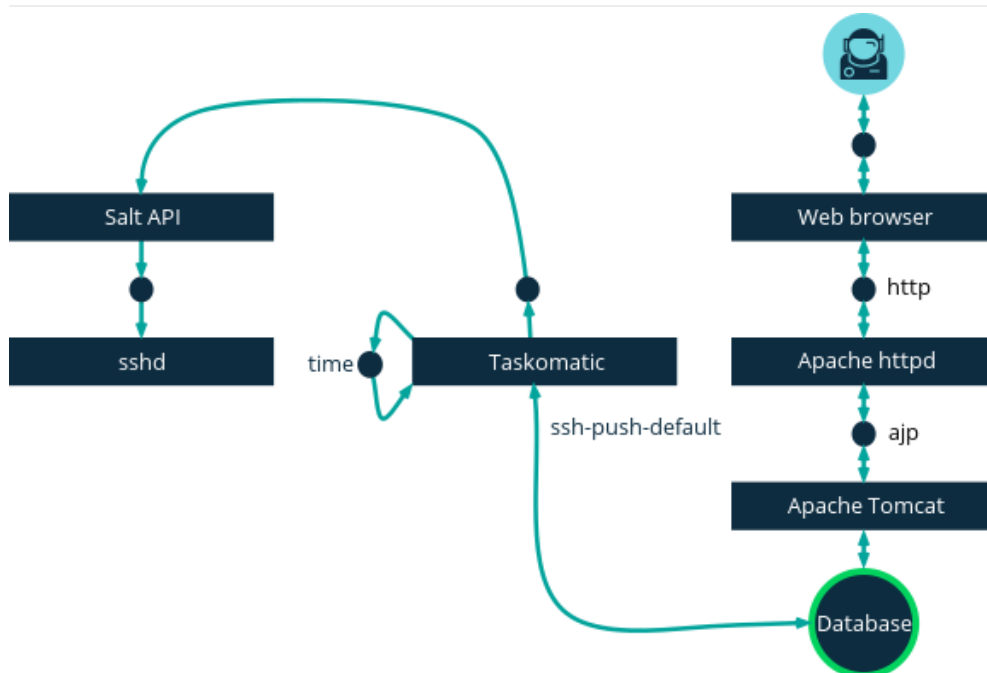 Salt API
Web browser
http
sshd
time
Taskomatic
Apache httpd
ssh-push-default
ajp
Apache Tomcat
Database